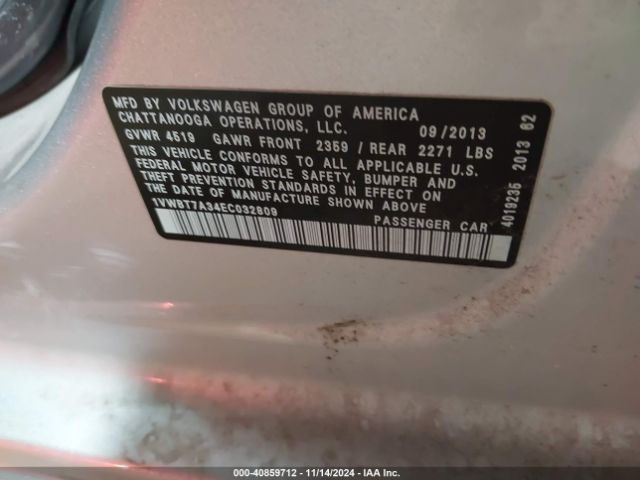 MFD BY VOLKSWAGEN GROUP OF AMERICA
CHATTANOOGA OPERATIONS, LLC. 09/2013
GVWR 4519 GAWR FRONT 2359 / REAR 2271 LBS
THIS VEHICLE CONFORMS TO ALL APPLICABLE U.S.
FEDERAL MOTOR VEHICLE SAFETY, BUMPER AND
THEFT PREVENTION STANDARDS IN EFFECT ON
THE DATE OF MANUFACTURE SHOWN ABOVE
1VWBT7A34EC032809 PASSENGER CAR
4019235 2013 62
000-40859712 - 11/14/2024 - IAA Inc.